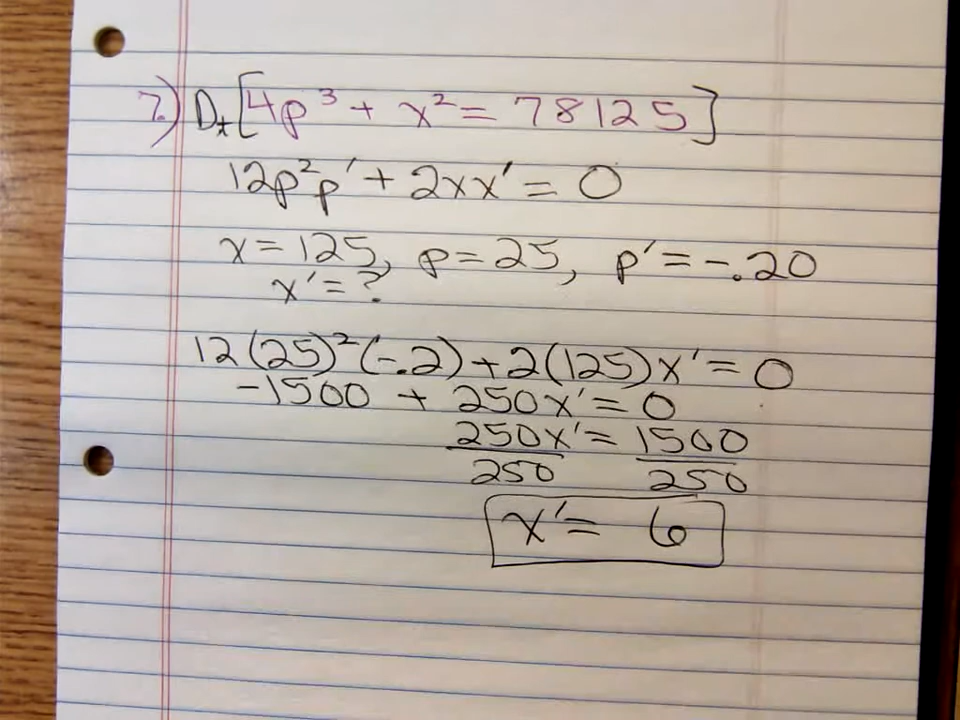 7.) Dₜ[4p³ + x² = 78125]
12p²p' + 2xx' = 0
x = 125, p = 25, p' = -.20
x' = ?
12(25)²(-.2) + 2(125)x' = 0
-1500 + 250x' = 0
250x' = 1500
250 250
x' = 6